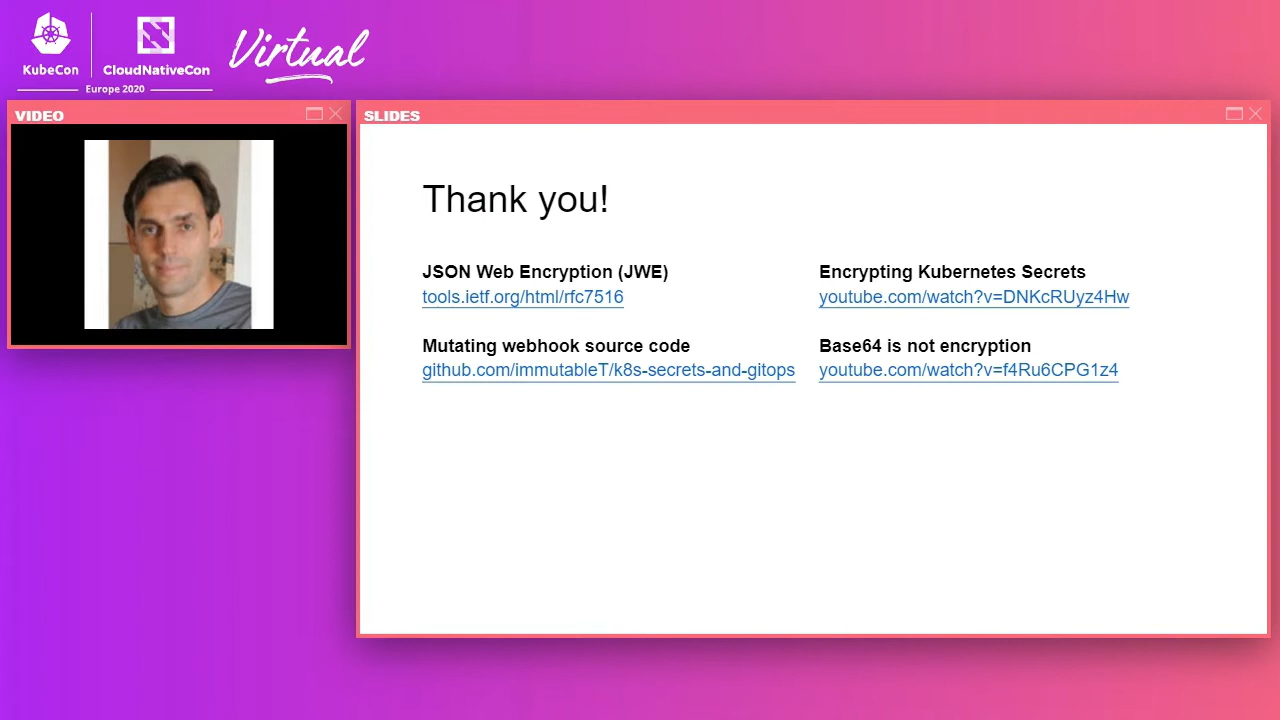 KubeCon
CloudNativeCon
Europe 2020
Virtual
VIDEO
SLIDES
Thank you!
JSON Web Encryption (JWE)
tools.ietf.org/html/rfc7516
Mutating webhook source code
github.com/immutableT/k8s-secrets-and-gitops
Encrypting Kubernetes Secrets
youtube.com/watch?v=DNKcRUyz4Hw
Base64 is not encryption
youtube.com/watch?v=f4Ru6CPG1z4